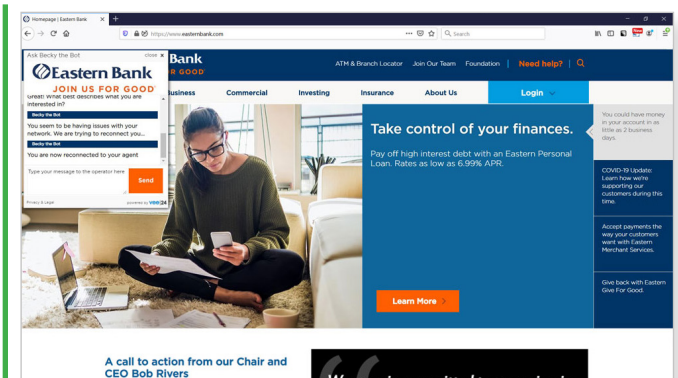 Homepage | Eastern Bank
https://www.easternbank.com
Search
Ask Becky the Bot
close x
Eastern Bank
JOIN US FOR GOOD
Great! What best describes what you are
interested in?
Becky the Bot
You seem to be having issues with your
network. We are trying to reconnect you...
Becky the Bot
You are now reconnected to your agent
Type your message to the operator here
Send
Privacy & Legal
powered by vee24
Bank
R GOOD
ATM & Branch Locator
Join Our Team
Foundation
Need help?
Business
Commercial
Investing
Insurance
About Us
Login
Take control of your finances.
Pay off high interest debt with an Eastern Personal
Loan. Rates as low as 6.99% APR.
Learn More
You could have money
in your account in as
little as 2 business
days.
COVID-19 Update:
Learn how we're
supporting our
customers during this
time.
Accept payments the
way your customers
want with Eastern
Merchant Services.
Give back with Eastern
Give For Good.
A call to action from our Chair and
CEO Bob Rivers